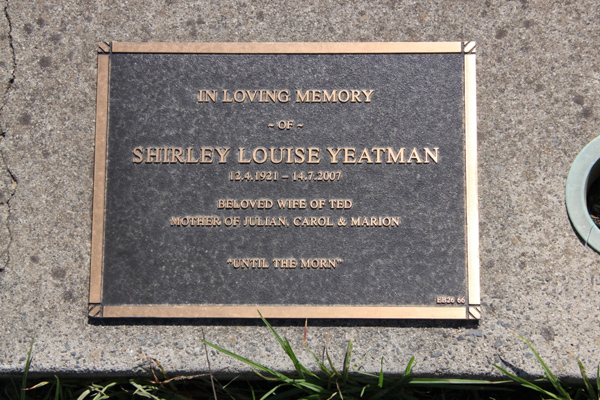 IN LOVING MEMORY
~ OF ~
SHIRLEY LOUISE YEATMAN
12.4.1921 – 14.7.2007
BELOVED WIFE OF TED
MOTHER OF JULIAN, CAROL & MARION
"UNTIL THE MORN"
EB26 66